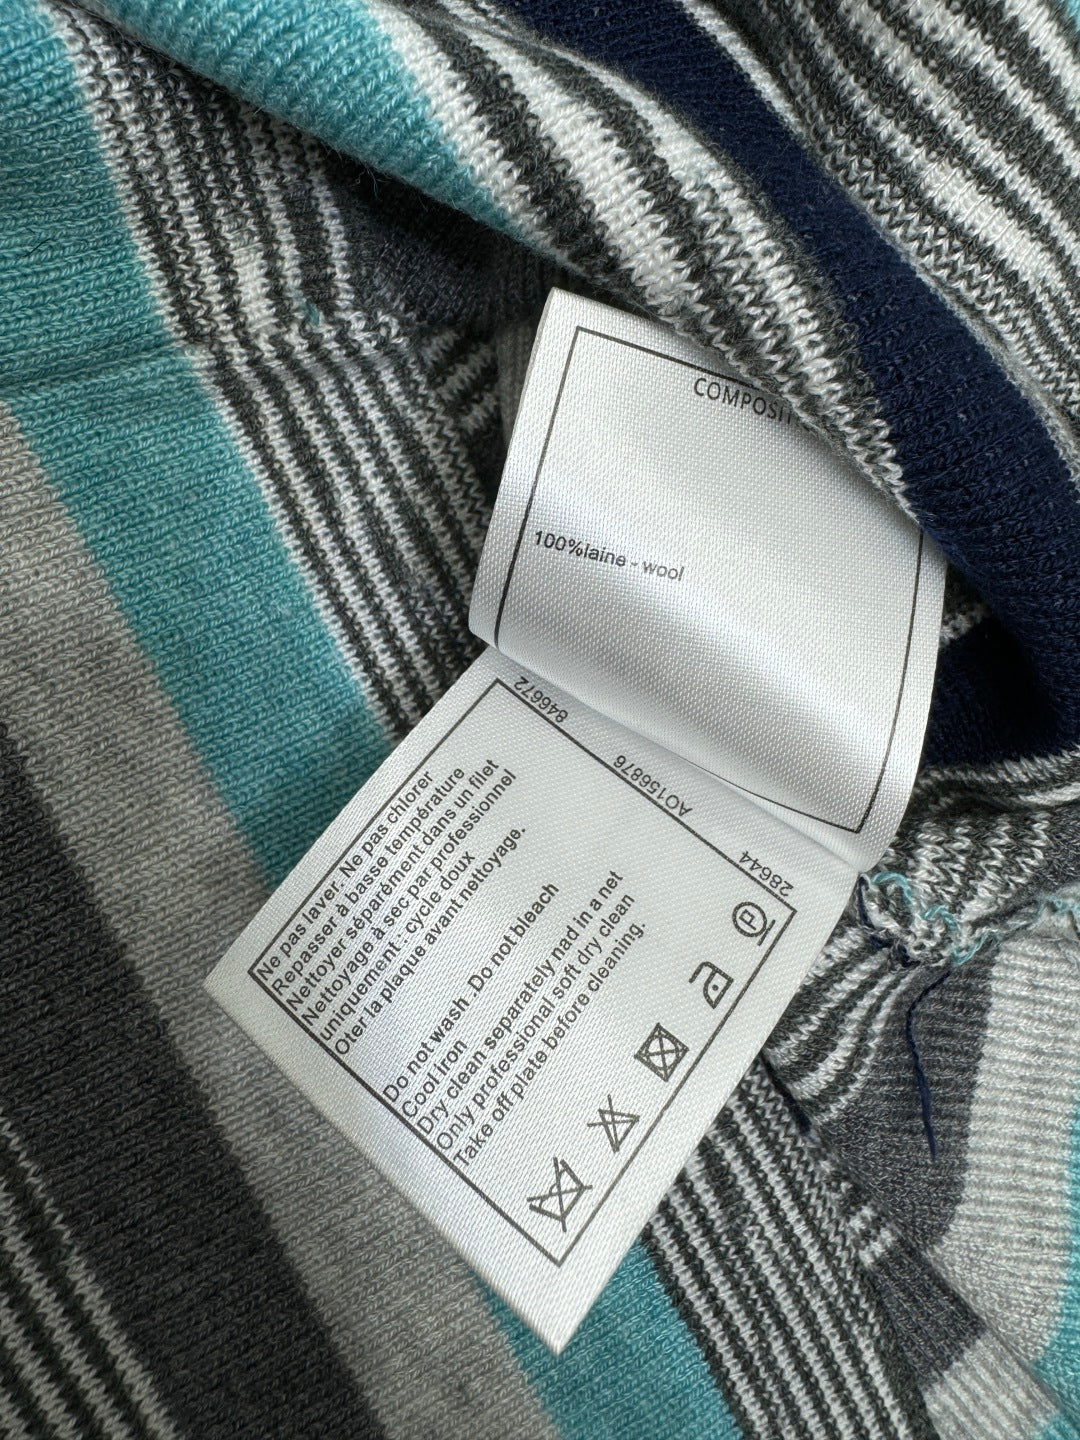 COMPOSIT
100%laine - wool
846672
AO156876
28644
Ne pas laver. Ne pas chlorer
Repasser à basse température
Nettoyer séparément dans un filet
Nettoyage à sec par professionnel
uniquement : cycle doux
Oter la plaque avant nettoyage.
Do not wash .Do not bleach
Cool iron
Dry clean separately nad in a net
Only professional soft dry clean
Take off plate before cleaning.
P